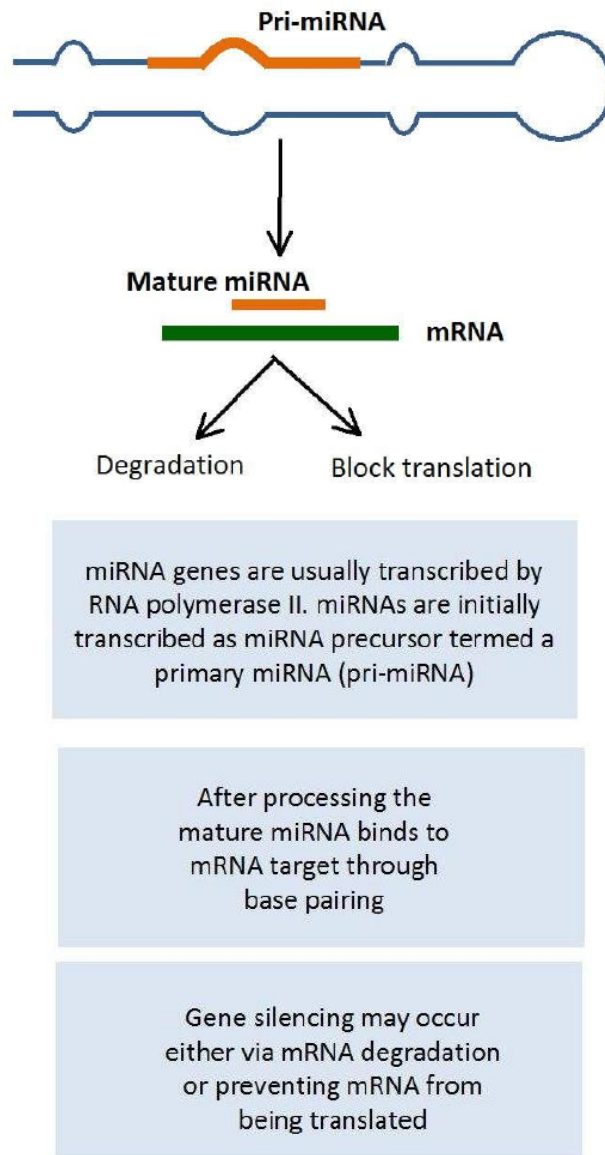 Pri-miRNA
Mature miRNA
mRNA
Degradation
Block translation
miRNA genes are usually transcribed by
RNA polymerase II. miRNAs are initially
transcribed as miRNA precursor termed a
primary miRNA (pri-miRNA)
After processing the
mature miRNA binds to
mRNA target through
base pairing
Gene silencing may occur
either via mRNA degradation
or preventing mRNA from
being translated